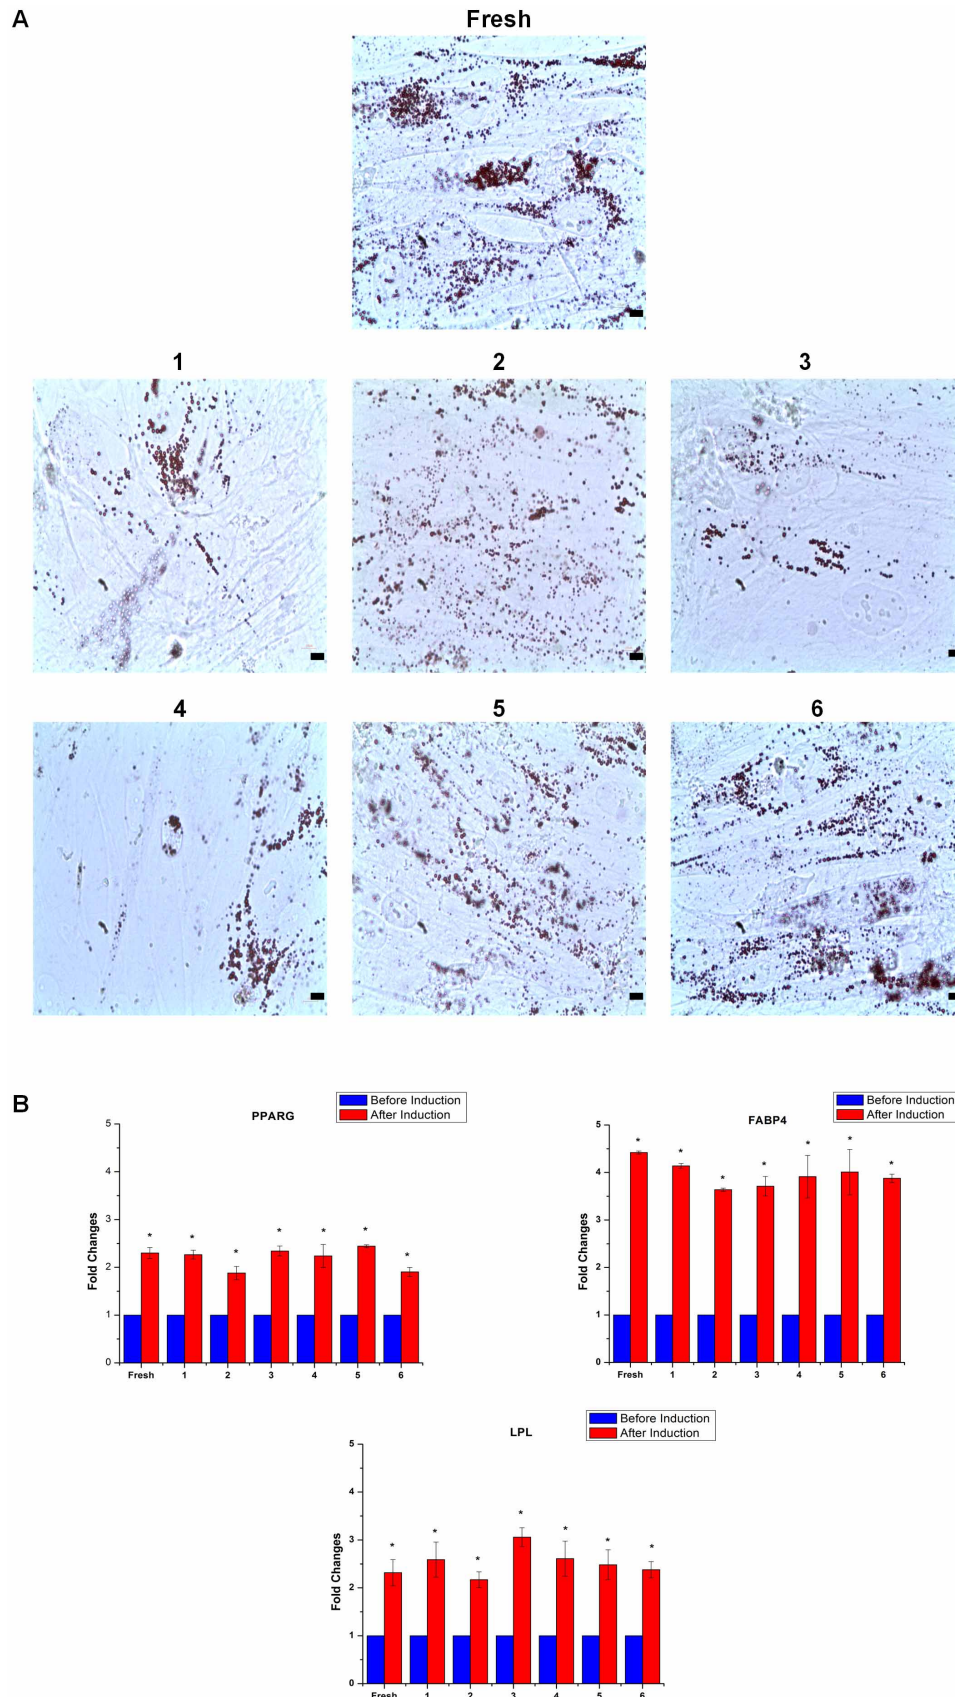 A
Fresh
1 2 3
4 5 6
B
Before Induction
After Induction
PPARG
Fold Changes
5
4
3
2
1
0
Fresh 1 2 3 4 5 6
* * * * * * *
Before Induction
After Induction
FABP4
Fold Changes
5
4
3
2
1
0
Fresh 1 2 3 4 5 6
* * * * * * *
Before Induction
After Induction
LPL
Fold Changes
5
4
3
2
1
0
Fresh 1 2 3 4 5 6
* * * * * * *